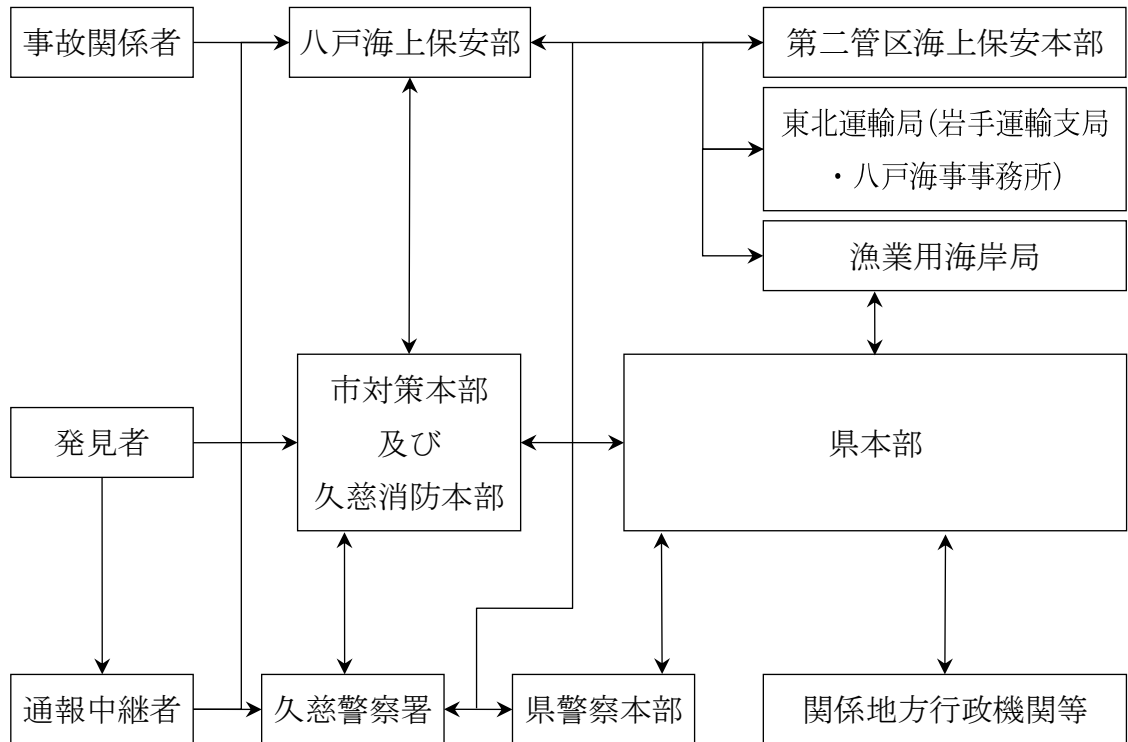 事故関係者
八戸海上保安部
第二管区海上保安本部
東北運輸局(岩手運輸支局
・八戸海事事務所)
漁業用海岸局
発見者
市対策本部
及び
久慈消防本部
県本部
通報中継者
久慈警察署
県警察本部
関係地方行政機関等